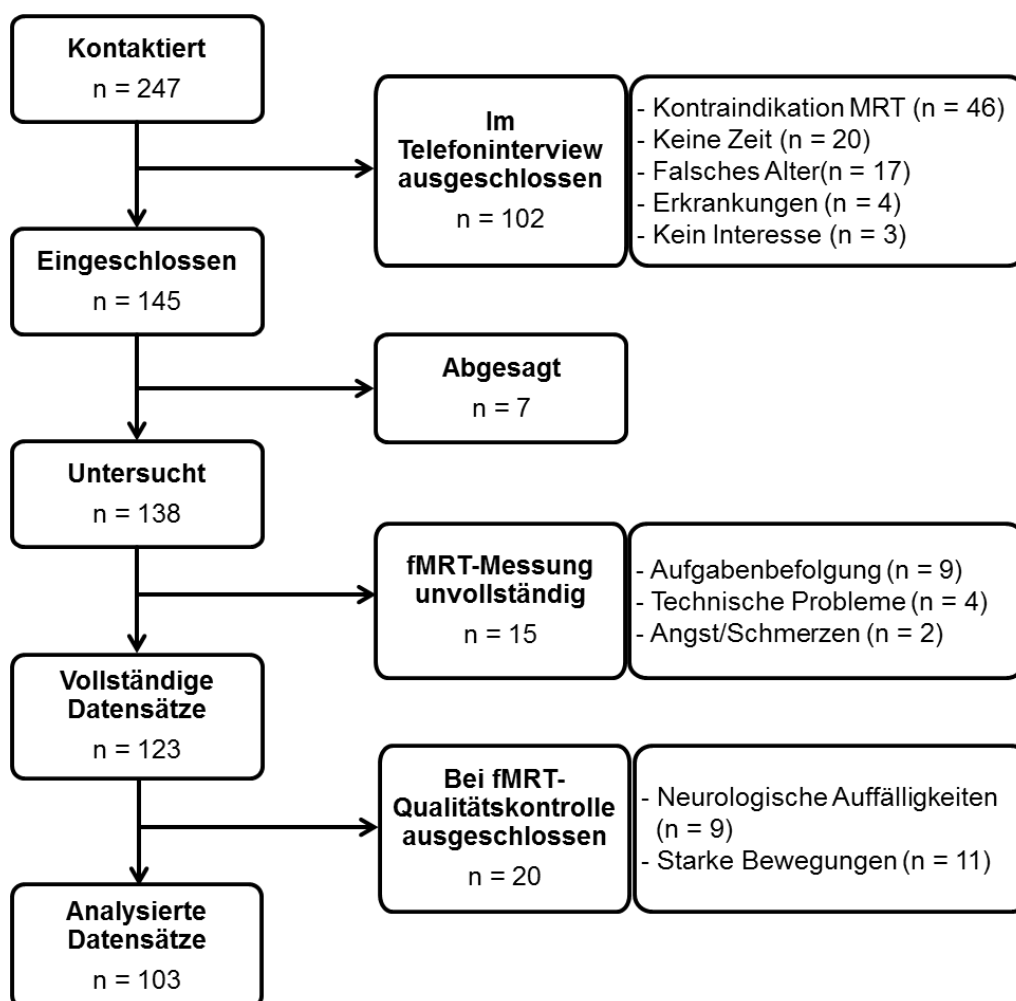 Kontaktiert
n = 247
Im
Telefoninterview
ausgeschlossen
n = 102
- Kontraindikation MRT (n = 46)
- Keine Zeit (n = 20)
- Falsches Alter(n = 17)
- Erkrankungen (n = 4)
- Kein Interesse (n = 3)
Eingeschlossen
n = 145
Abgesagt
n = 7
Untersucht
n = 138
fMRT-Messung
unvollständig
n = 15
- Aufgabenbefolgung (n = 9)
- Technische Probleme (n = 4)
- Angst/Schmerzen (n = 2)
Vollständige
Datensätze
n = 123
Bei fMRT-
Qualitätskontrolle
ausgeschlossen
n = 20
- Neurologische Auffälligkeiten
(n = 9)
- Starke Bewegungen (n = 11)
Analysierte
Datensätze
n = 103